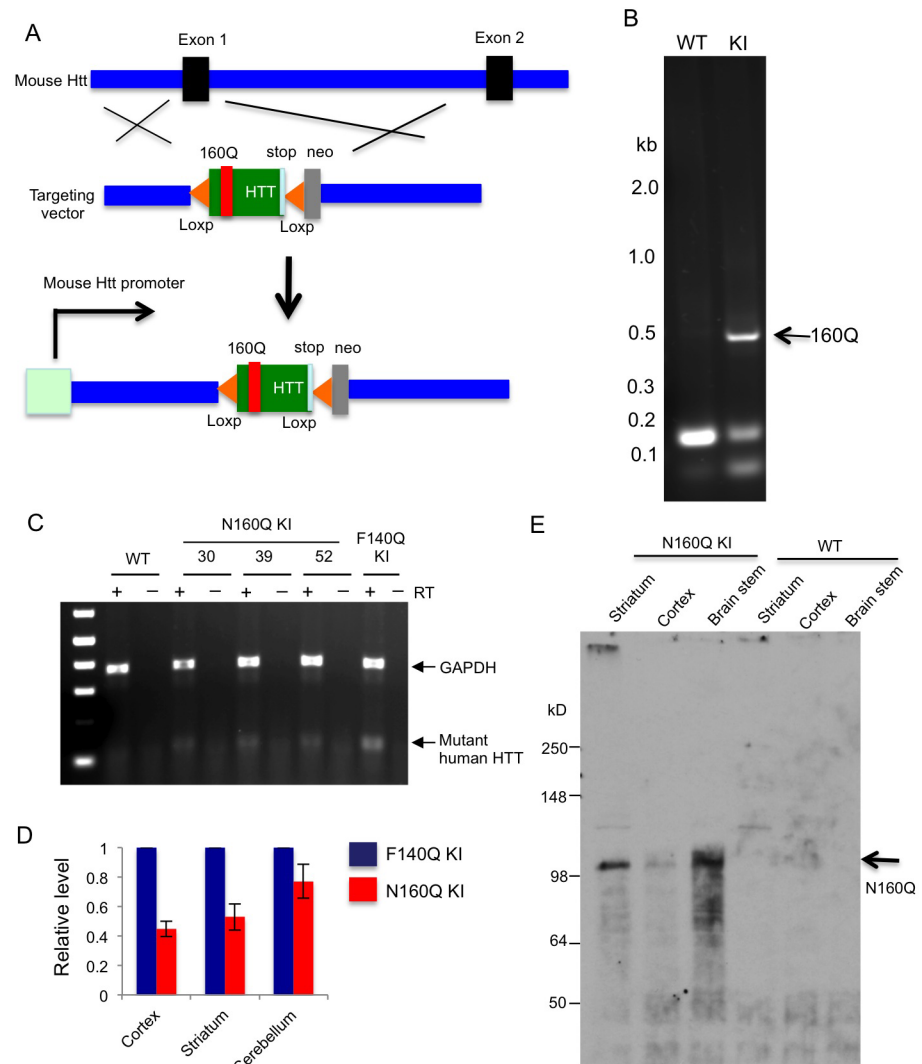 A
Exon 1
Exon 2
Mouse Htt
160Q
stop
neo
HTT
Targeting
vector
Loxp
Loxp
Mouse Htt promoter
160Q
stop
neo
HTT
Loxp
Loxp
B
WT KI
kb
2.0
1.0
0.5
160Q
0.3
0.2
0.1
C
N160Q KI
F140Q
KI
WT
30
39
52
+ – + – + – + – + – RT
GAPDH
Mutant
human HTT
D
Relative level
1
0.8
0.6
0.4
0.2
0
Cortex
Striatum
Cerebellum
F140Q KI
N160Q KI
E
N160Q KI
WT
Striatum
Cortex
Brain stem
Striatum
Cortex
Brain stem
kD
250
148
98
64
50
N160Q